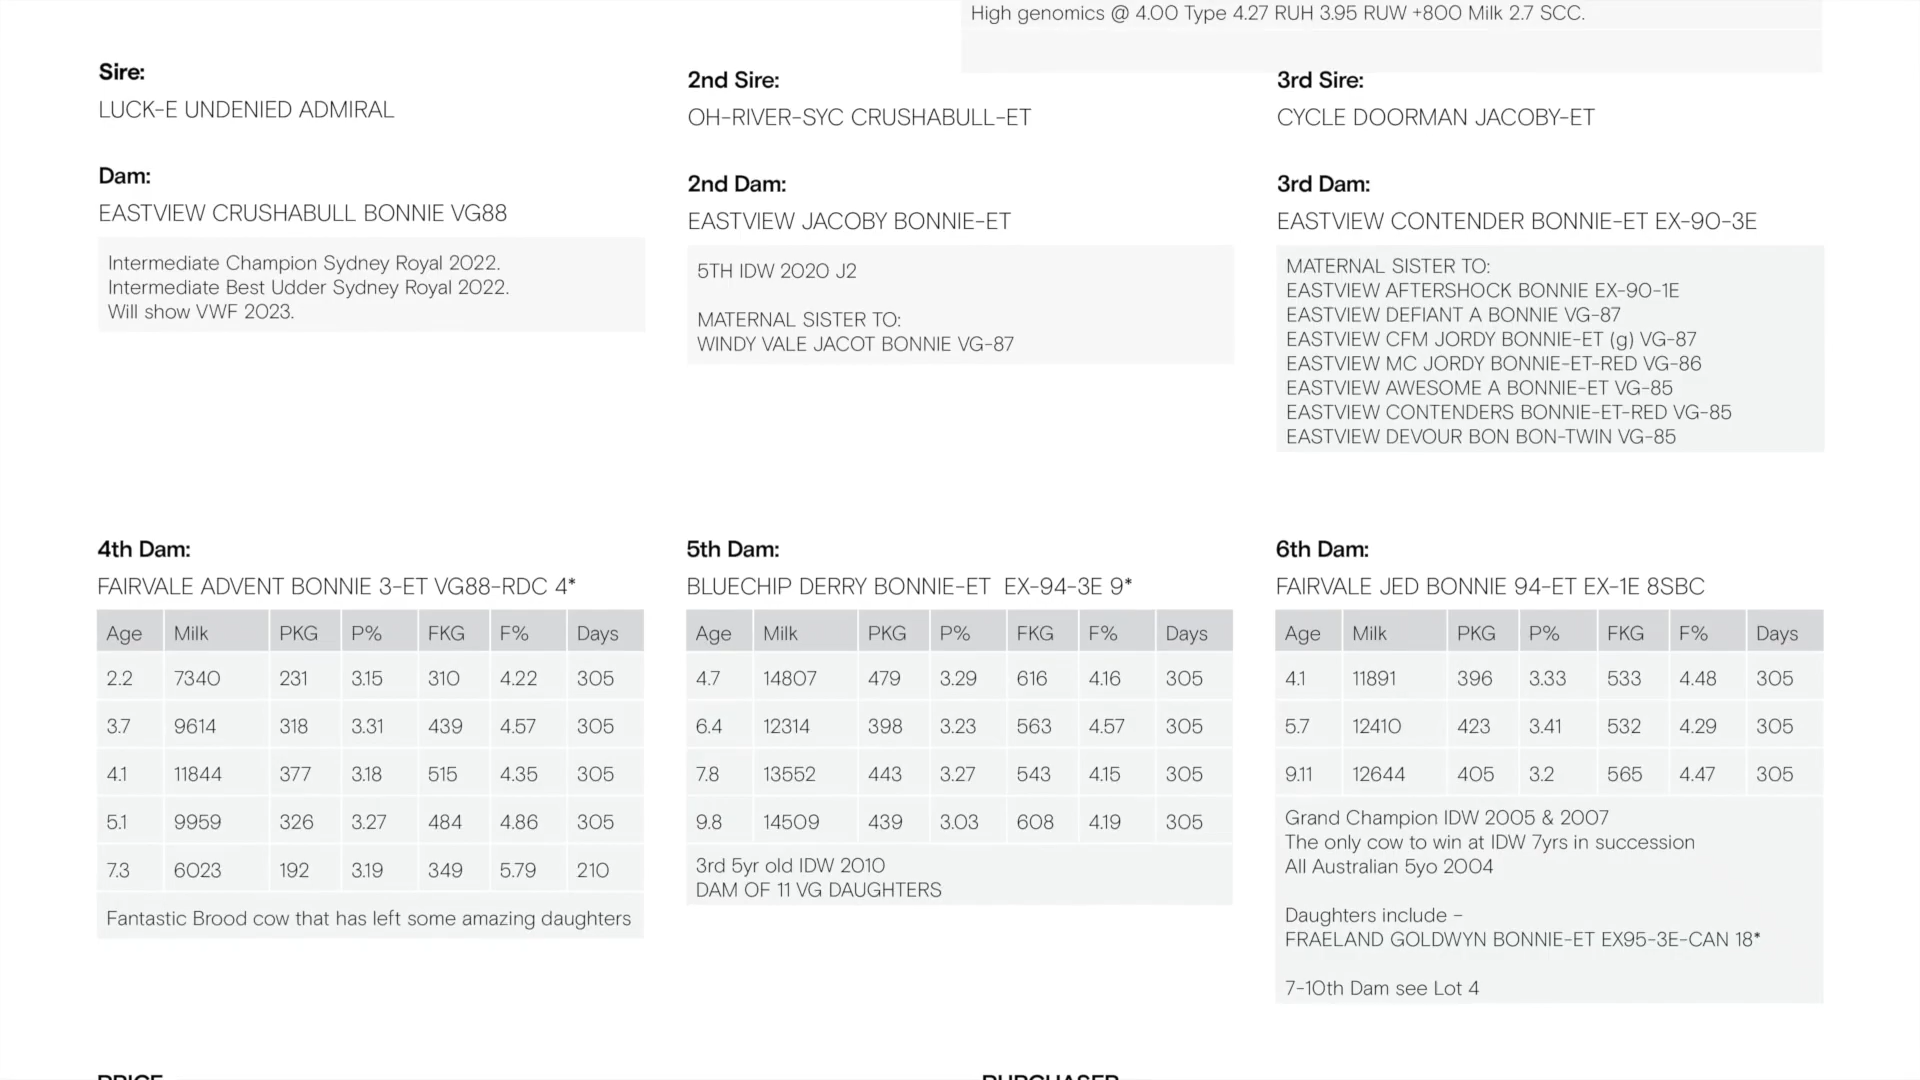 High genomics @ 4.00 Type 4.27 RUH 3.95 RUW +800 Milk 2.7 SCC.
Sire:
LUCK-E UNDENIED ADMIRAL
Dam:
EASTVIEW CRUSHABULL BONNIE VG88
Intermediate Champion Sydney Royal 2022.
Intermediate Best Udder Sydney Royal 2022.
Will show VWF 2023.
2nd Sire:
OH-RIVER-SYC CRUSHABULL-ET
2nd Dam:
EASTVIEW JACOBY BONNIE-ET
5TH IDW 2020 J2
MATERNAL SISTER TO:
WINDY VALE JACOT BONNIE VG-87
3rd Sire:
CYCLE DOORMAN JACOBY-ET
3rd Dam:
EASTVIEW CONTENDER BONNIE-ET EX-90-3E
MATERNAL SISTER TO:
EASTVIEW AFTERSHOCK BONNIE EX-90-1E
EASTVIEW DEFIANT A BONNIE VG-87
EASTVIEW CFM JORDY BONNIE-ET (g) VG-87
EASTVIEW MC JORDY BONNIE-ET-RED VG-86
EASTVIEW AWESOME A BONNIE-ET VG-85
EASTVIEW CONTENDERS BONNIE-ET-RED VG-85
EASTVIEW DEVOUR BON BON-TWIN VG-85
4th Dam:
FAIRVALE ADVENT BONNIE 3-ET VG88-RDC 4*
Age Milk PKG P% FKG F% Days
2.2 7340 231 3.15 310 4.22 305
3.7 9614 318 3.31 439 4.57 305
4.1 11844 377 3.18 515 4.35 305
5.1 9959 326 3.27 484 4.86 305
7.3 6023 192 3.19 349 5.79 210
Fantastic Brood cow that has left some amazing daughters
5th Dam:
BLUECHIP DERRY BONNIE-ET EX-94-3E 9*
Age Milk PKG P% FKG F% Days
4.7 14807 479 3.29 616 4.16 305
6.4 12314 398 3.23 563 4.57 305
7.8 13552 443 3.27 543 4.15 305
9.8 14509 439 3.03 608 4.19 305
3rd 5yr old IDW 2010
DAM OF 11 VG DAUGHTERS
6th Dam:
FAIRVALE JED BONNIE 94-ET EX-1E 8SBC
Age Milk PKG P% FKG F% Days
4.1 11891 396 3.33 533 4.48 305
5.7 12410 423 3.41 532 4.29 305
9.11 12644 405 3.2 565 4.47 305
Grand Champion IDW 2005 & 2007
The only cow to win at IDW 7yrs in succession
All Australian 5yo 2004
Daughters include –
FRAELAND GOLDWYN BONNIE-ET EX95-3E-CAN 18*
7-10th Dam see Lot 4
PRICE
PURCHASER